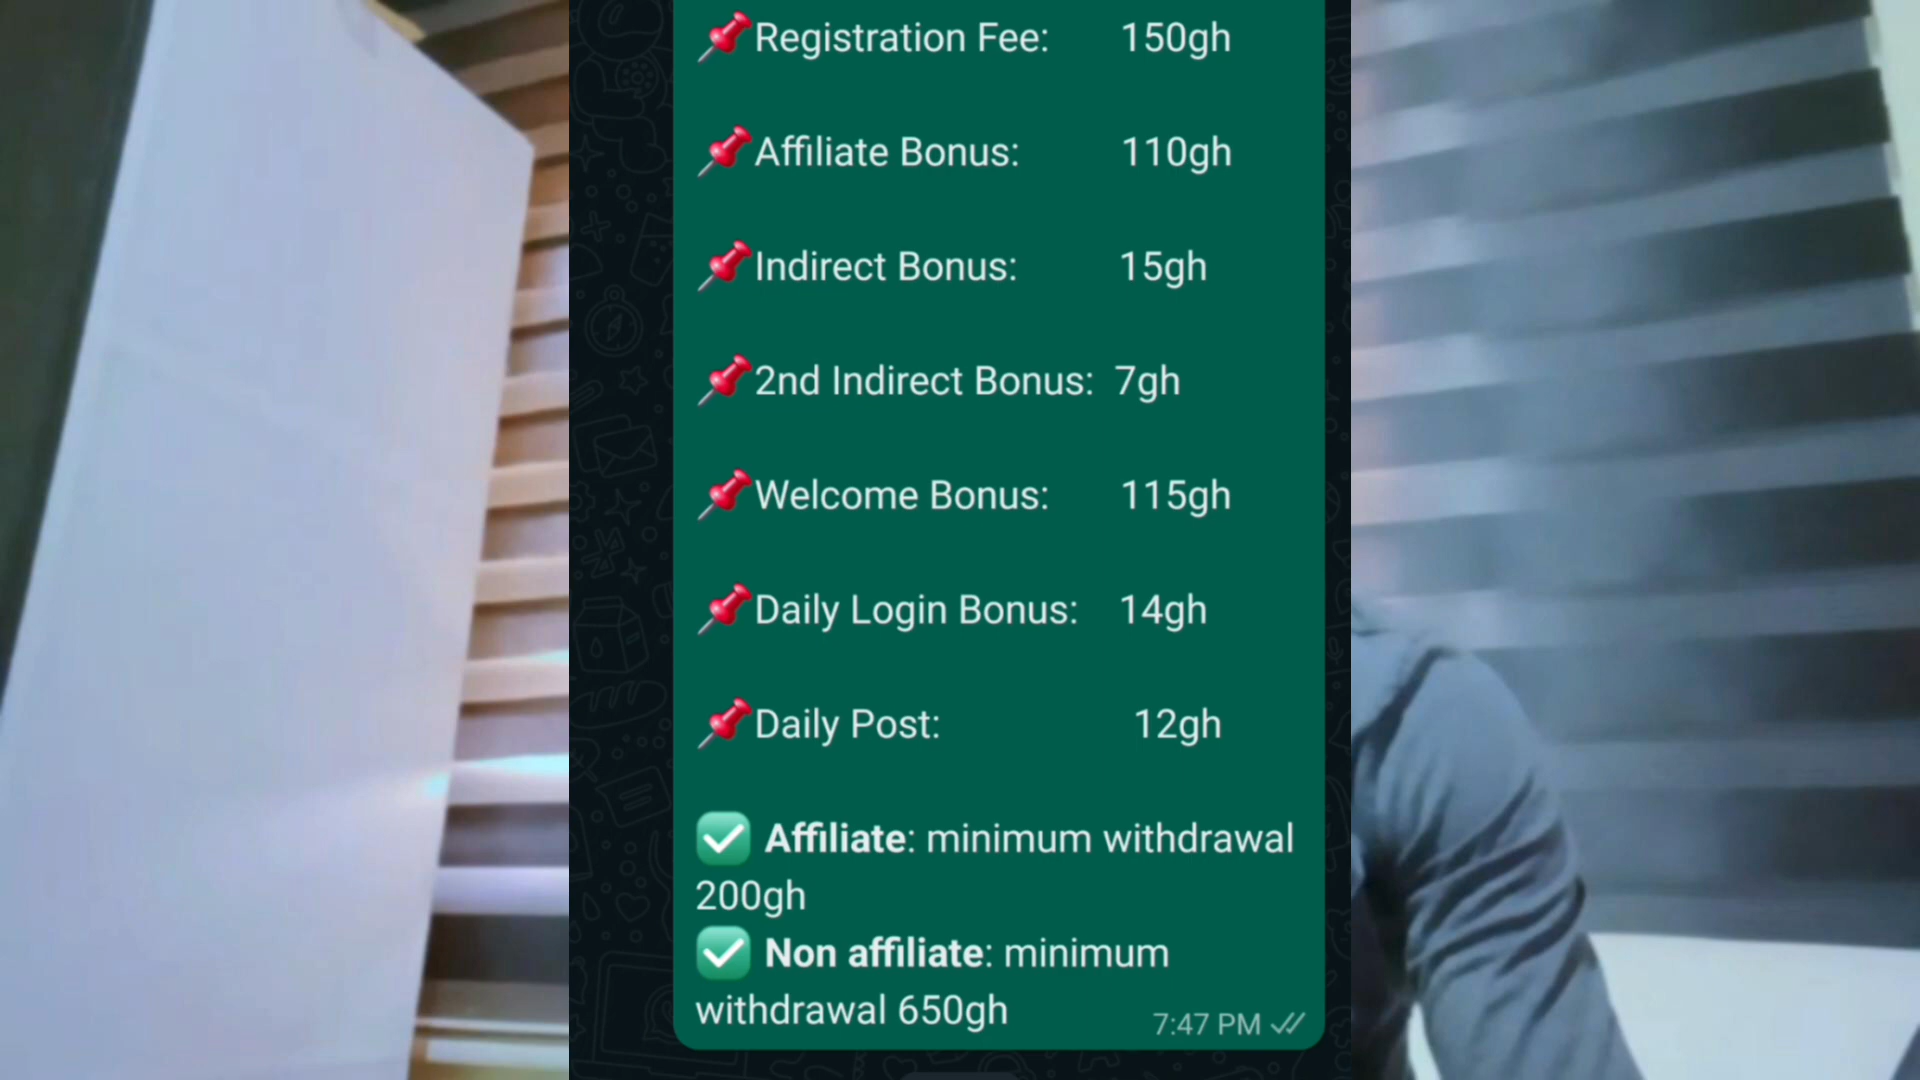 📌Registration Fee: 150gh
📌Affiliate Bonus: 110gh
📌Indirect Bonus: 15gh
📌2nd Indirect Bonus: 7gh
📌Welcome Bonus: 115gh
📌Daily Login Bonus: 14gh
📌Daily Post: 12gh
✅ Affiliate: minimum withdrawal
200gh
✅ Non affiliate: minimum
withdrawal 650gh
7:47 PM